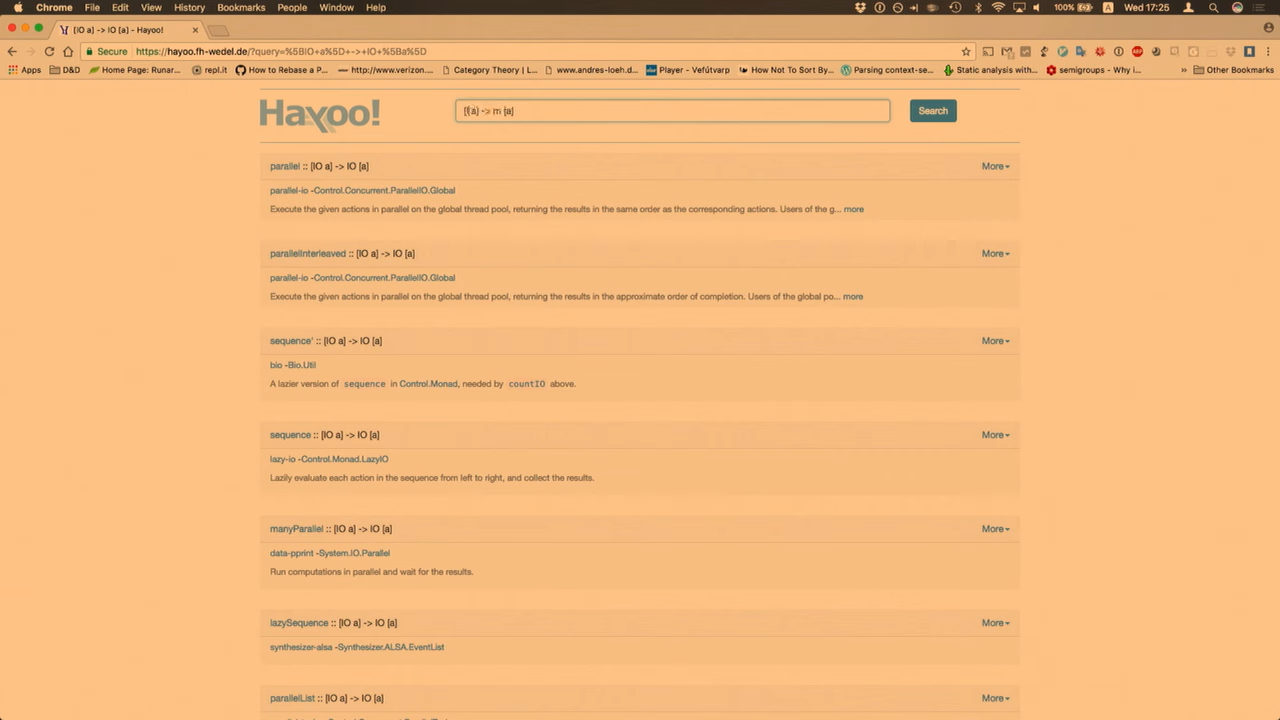 Chrome File Edit View History Bookmarks People Window Help 100% A Wed 17:25
[IO a] -> IO [a] - Hayoo!
Secure https://hayoo.fh-wedel.de/?query=%5BIO+a%5D+->+IO+%5Ba%5D
Apps D&D Home Page: Runar... repl.it How to Rebase a P... http://www.verizon... Category Theory | L... www.andres-loeh.d... Player - Vefútvarp How Not To Sort By... Parsing context-se... Static analysis with... semigroups - Why i... » Other Bookmarks
Hayoo! -> m [a] Search
parallel :: [IO a] -> IO [a] More
parallel-io -Control.Concurrent.ParallelIO.Global
Execute the given actions in parallel on the global thread pool, returning the results in the same order as the corresponding actions. Users of the g... more
parallelInterleaved :: [IO a] -> IO [a] More
parallel-io -Control.Concurrent.ParallelIO.Global
Execute the given actions in parallel on the global thread pool, returning the results in the approximate order of completion. Users of the global po... more
sequence' :: [IO a] -> IO [a] More
bio -Bio.Util
A lazier version of sequence in Control.Monad, needed by countIO above.
sequence :: [IO a] -> IO [a] More
lazy-io -Control.Monad.LazyIO
Lazily evaluate each action in the sequence from left to right, and collect the results.
manyParallel :: [IO a] -> IO [a] More
data-pprint -System.IO.Parallel
Run computations in parallel and wait for the results.
lazySequence :: [IO a] -> IO [a] More
synthesizer-alsa -Synthesizer.ALSA.EventList
parallelList :: [IO a] -> IO [a] More